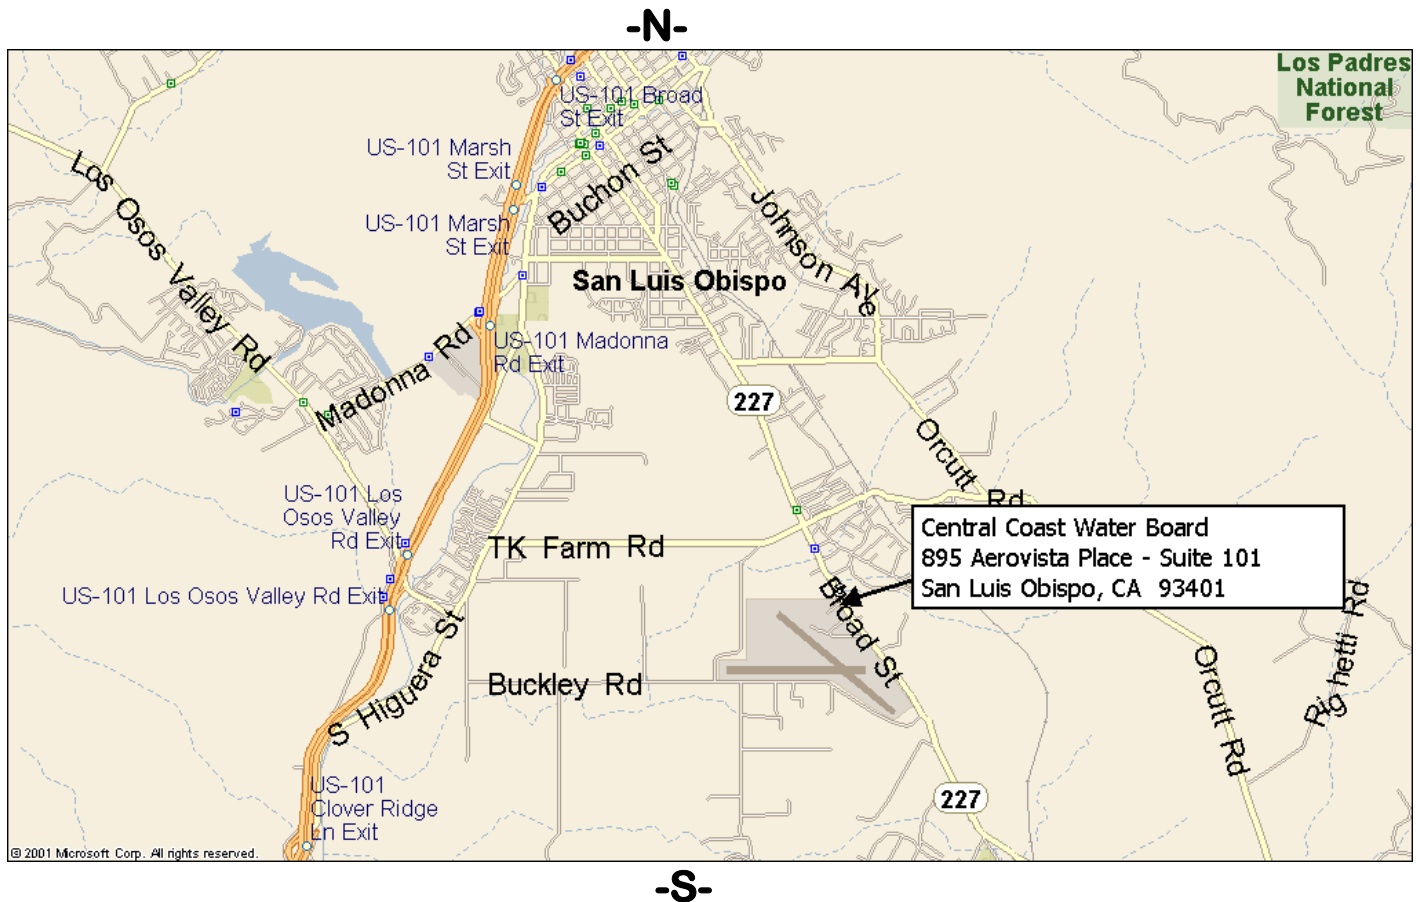 -N-
Los Padres
National
Forest
US-101 Broad
St Exit
US-101 Marsh
St Exit
Buchon St
Los Osos Valley Rd
US-101 Marsh
St Exit
Johnson Ave
San Luis Obispo
Madonna Rd
US-101 Madonna
Rd Exit
227
Orcutt Rd
US-101 Los
Osos Valley
Rd Exit
TK Farm Rd
Central Coast Water Board
895 Aerovista Place - Suite 101
San Luis Obispo, CA 93401
US-101 Los Osos Valley Rd Exit
Broad St
S Higuera St
Buckley Rd
Orcutt Rd
Righetti Rd
US-101
Clover Ridge
Ln Exit
227
© 2001 Microsoft Corp. All rights reserved.
-S-